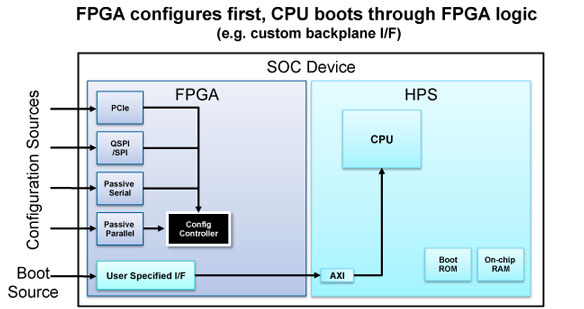 FPGA configures first, CPU boots through FPGA logic
(e.g. custom backplane I/F)
SOC Device
FPGA
HPS
Configuration Sources
PCIe
QSPI
/SPI
Passive
Serial
Passive
Parallel
Config
Controller
CPU
Boot
Source
User Specified I/F
AXI
Boot
ROM
On-chip
RAM